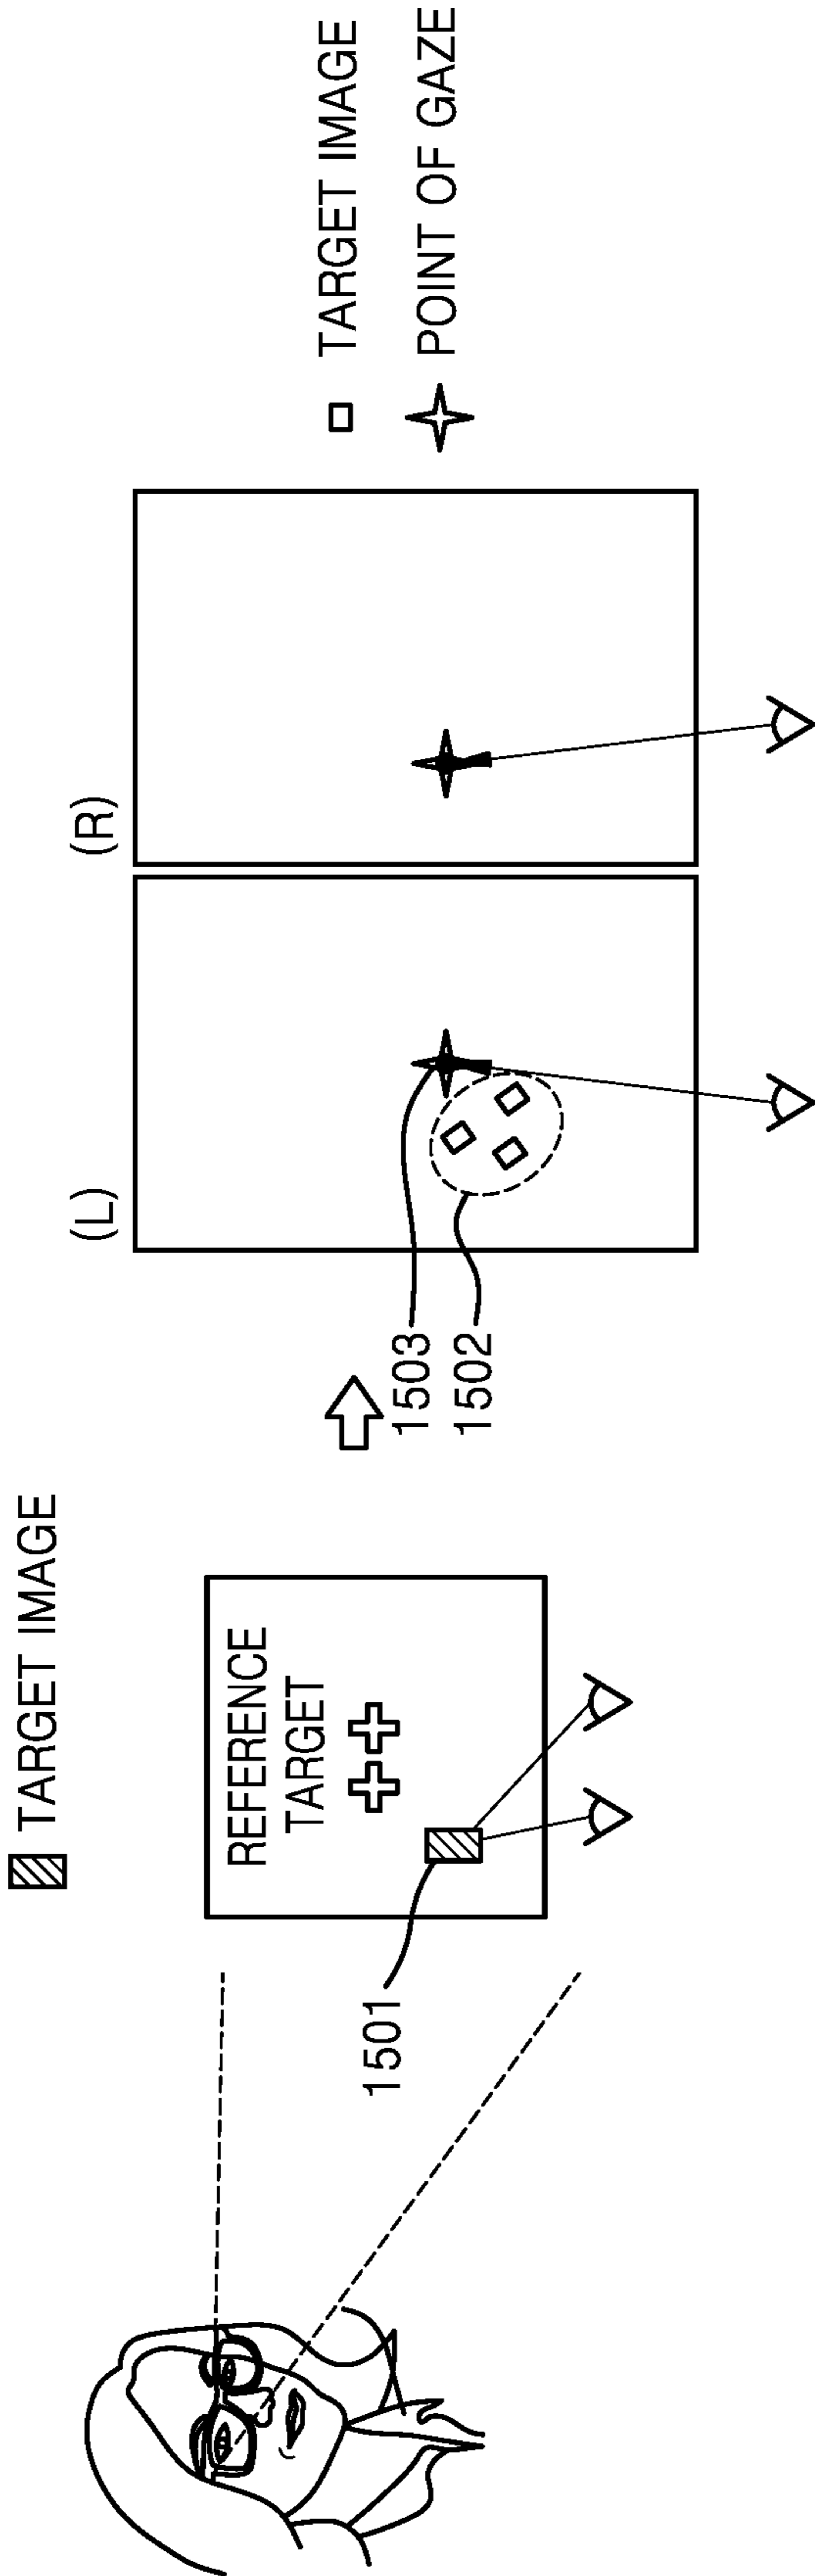 TARGET IMAGE
REFERENCE
TARGET
1501
(L)
(R)
1503
1502
TARGET IMAGE
POINT OF GAZE